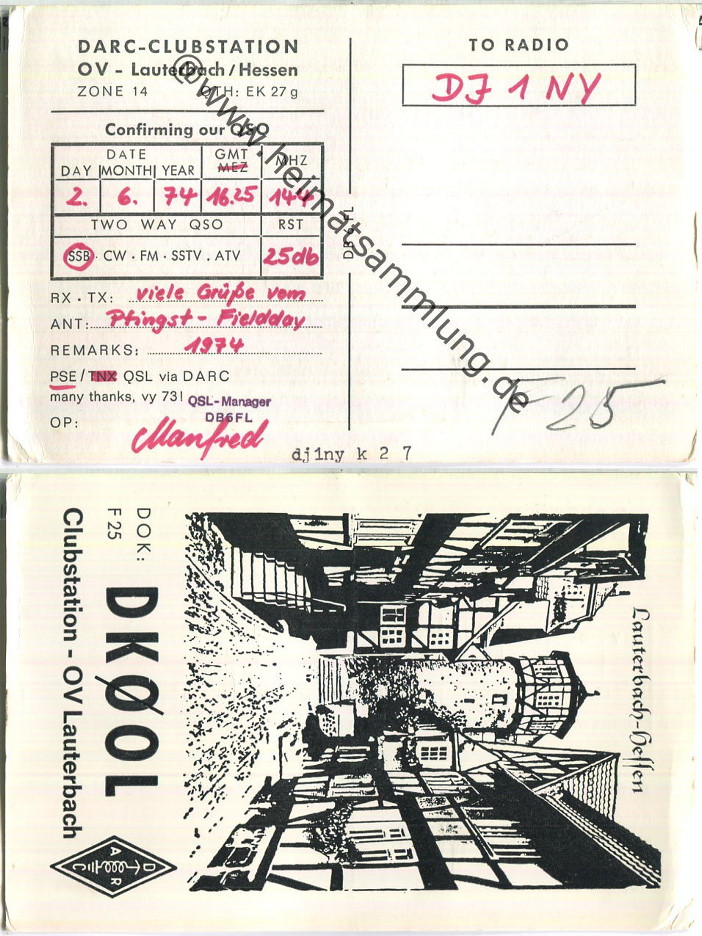 DARC-CLUBSTATION
OV - Lauterbach/Hessen
ZONE 14 QTH: EK 27 g
Confirming our QSO
DATE GMT MHZ
DAY MONTH YEAR MEZ
2. 6. 74 16.25 144
TWO WAY QSO RST
SSB · CW · FM · SSTV . ATV 25db
RX · TX: viele Grüße vom
ANT: Pfingst - Fieldday
REMARKS: 1974
PSE / TNX QSL via DARC
many thanks, vy 73!
QSL-Manager
DB6FL
OP: Manfred
TO RADIO
DJ 1 NY
F25
dj1ny k 2 7
@www.heimatsammlung.de
DOK:
F 25
DKØOL
Clubstation - OV Lauterbach
DARC
Lauterbach-Hessen